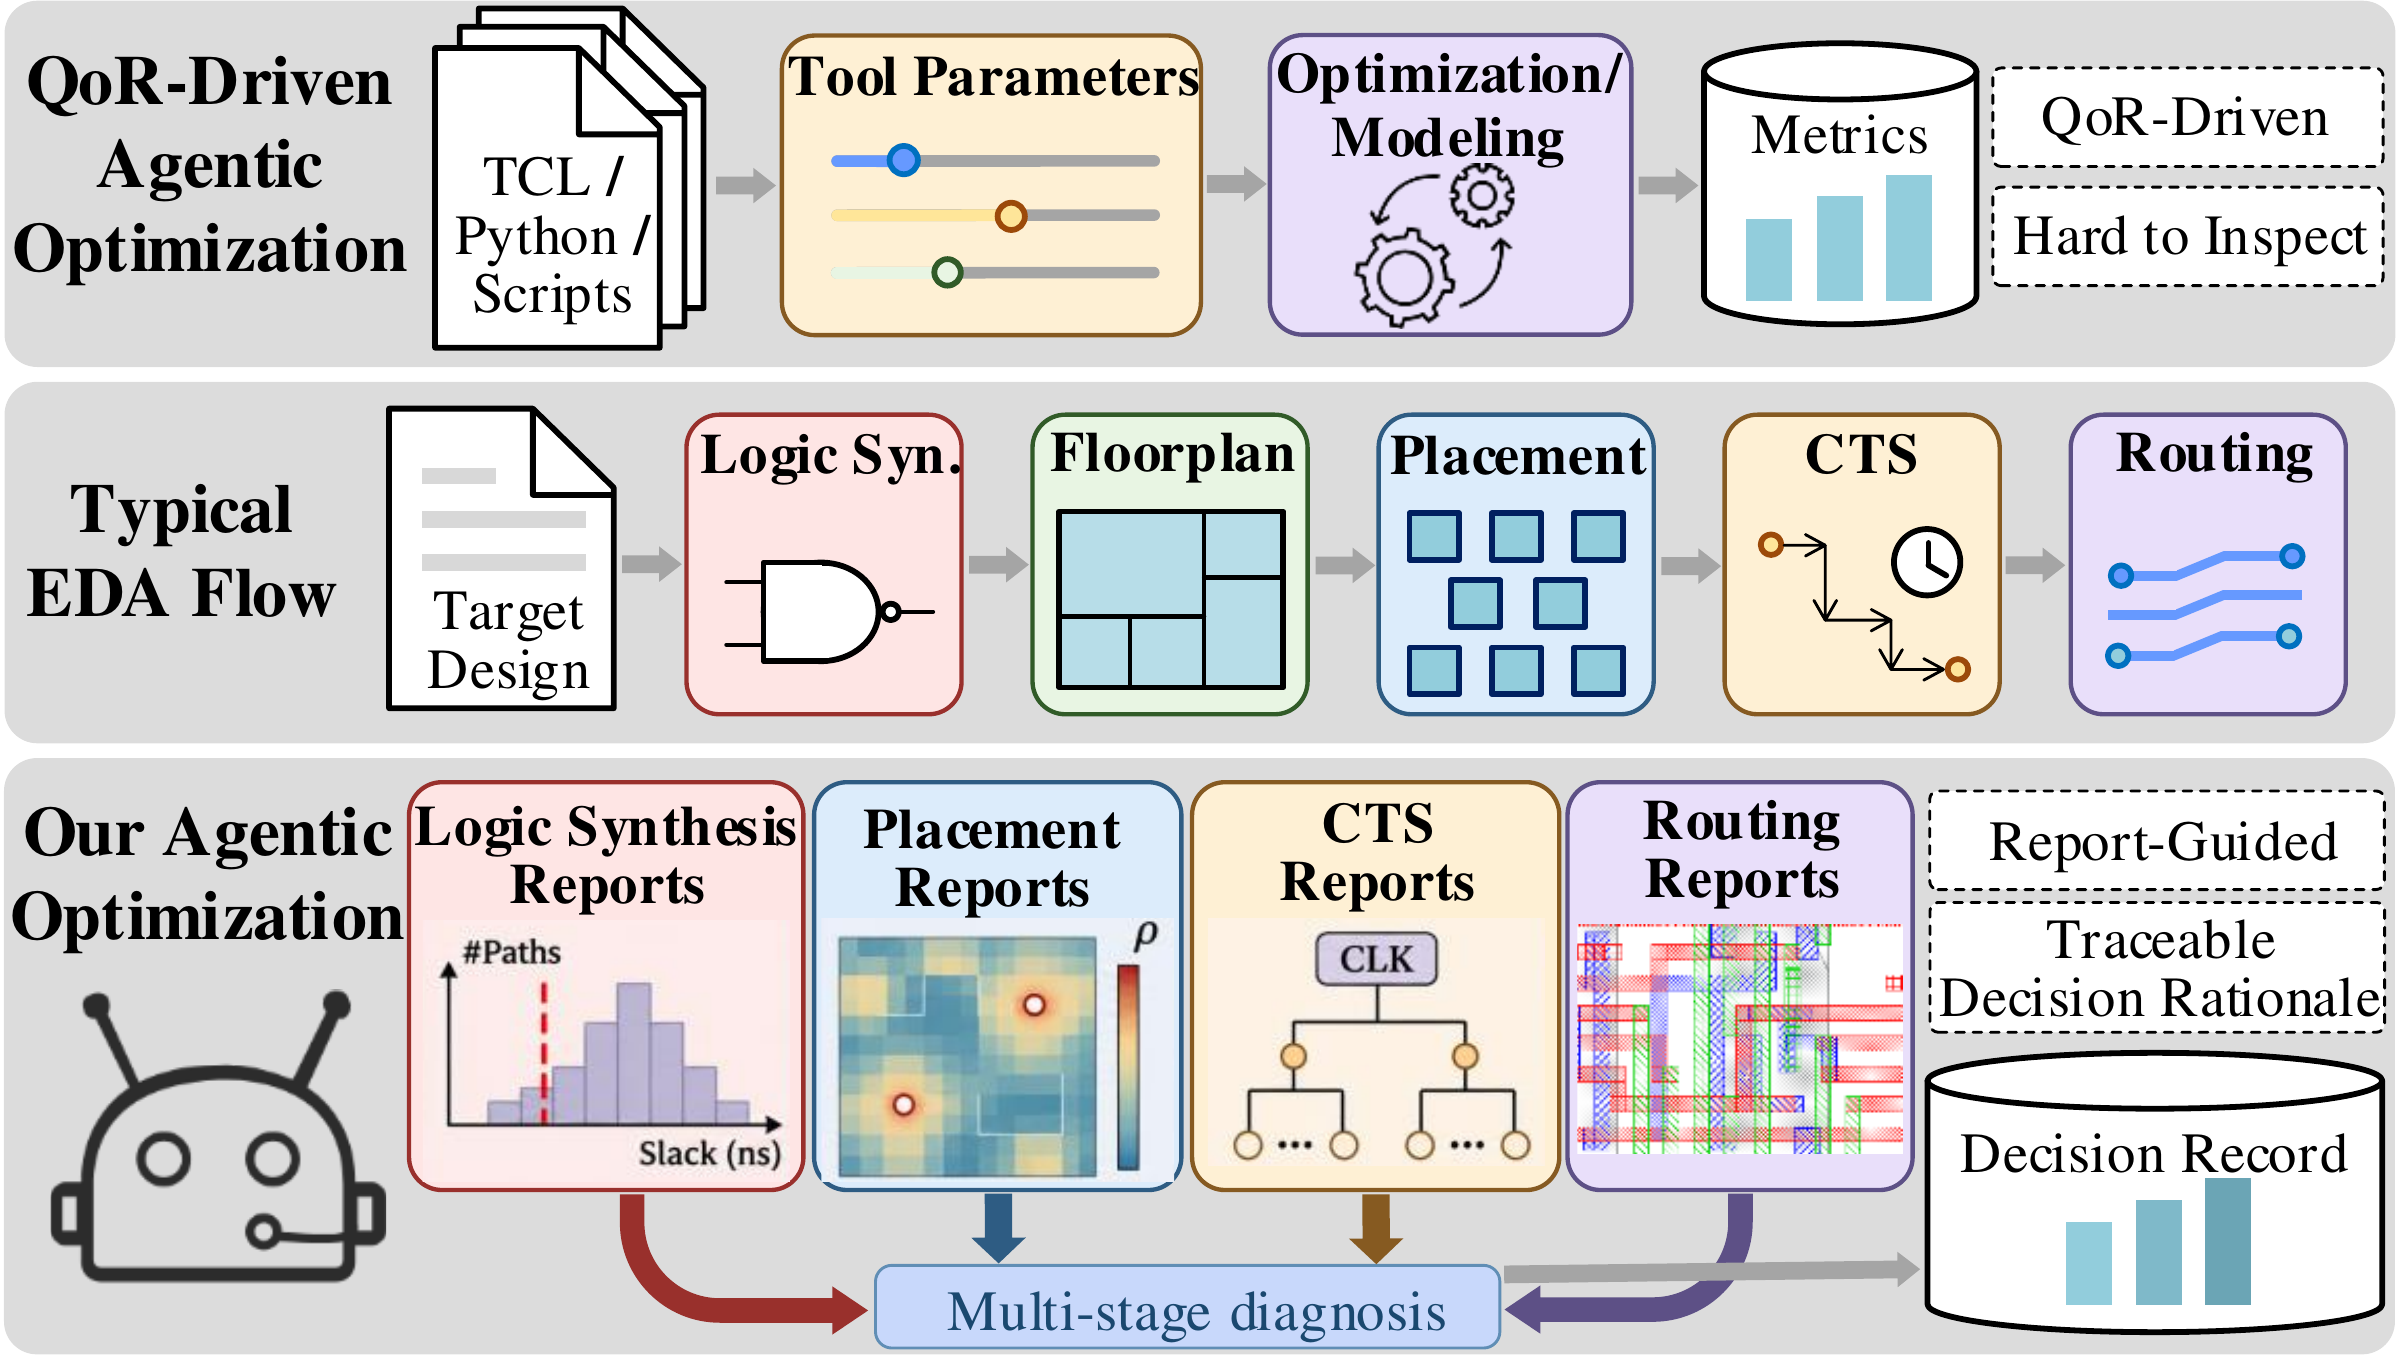 QoR-Driven
Agentic
Optimization
TCL /
Python /
Scripts
Tool Parameters
Optimization/
Modeling
Metrics
QoR-Driven
Hard to Inspect
Typical
EDA Flow
Target
Design
Logic Syn.
Floorplan
Placement
CTS
Routing
Our Agentic
Optimization
Logic Synthesis
Reports
#Paths
Slack (ns)
Placement
Reports
ρ
CTS
Reports
CLK
Routing
Reports
Report-Guided
Traceable
Decision Rationale
Decision Record
Multi-stage diagnosis